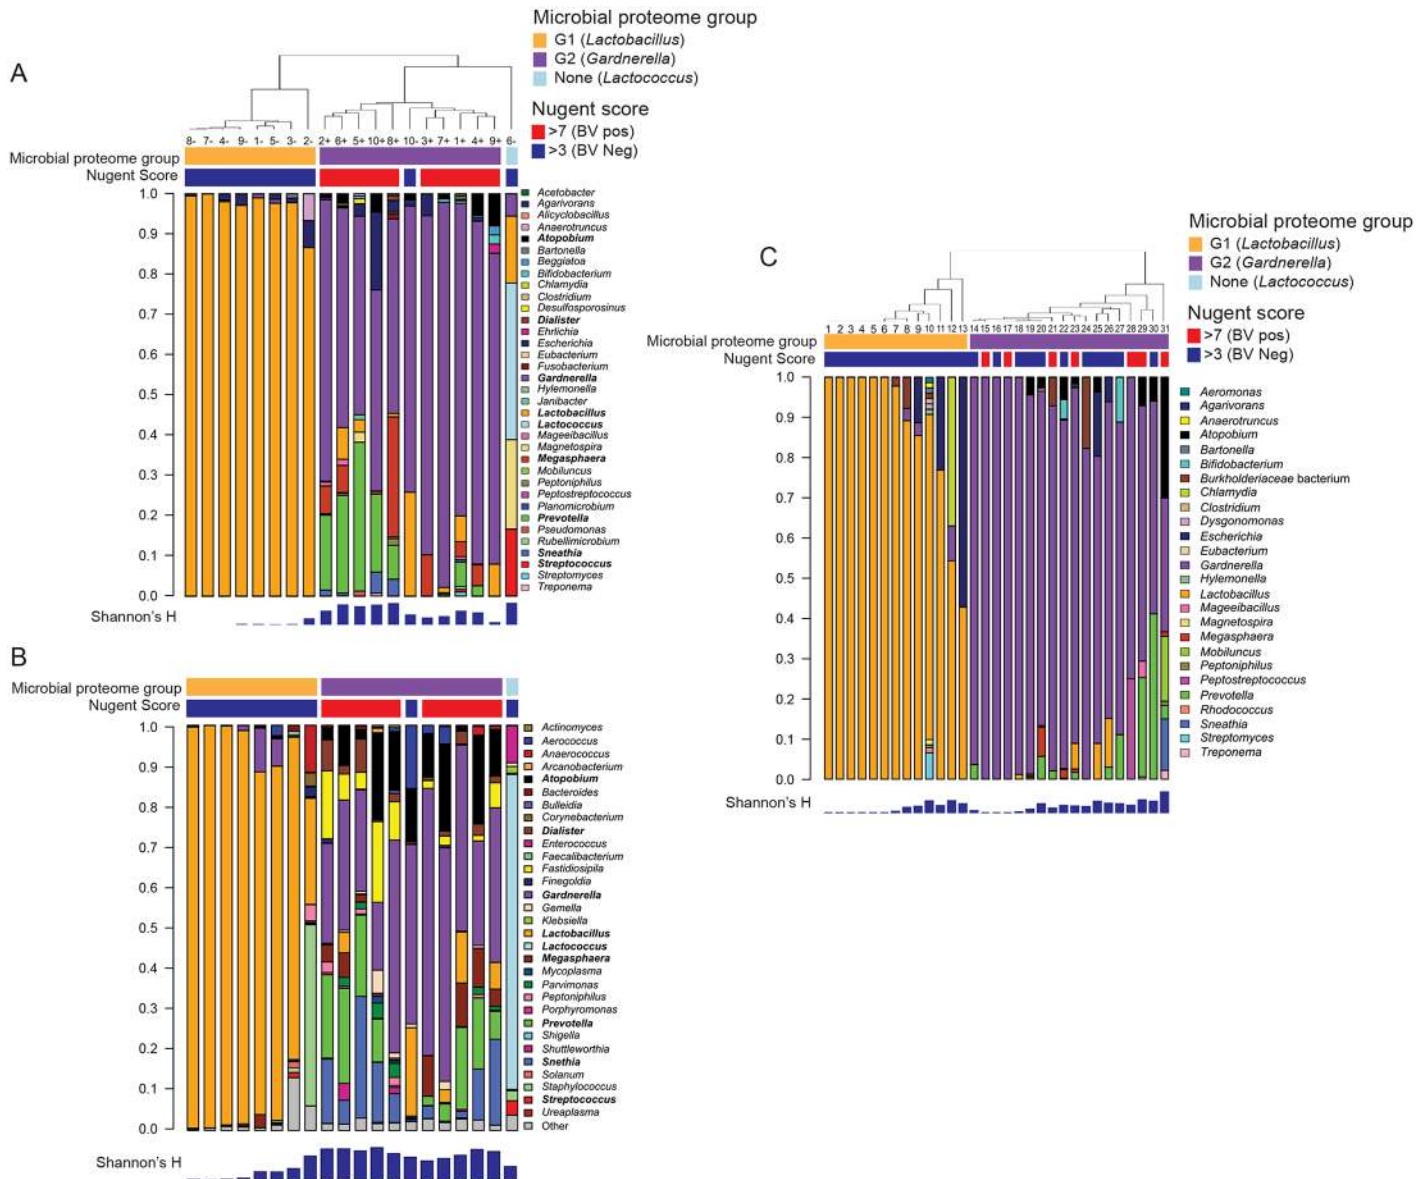 Microbial proteome group
G1 (Lactobacillus)
G2 (Gardnerella)
None (Lactococcus)
Nugent score
>7 (BV pos)
>3 (BV Neg)
A
8- 7- 4- 9- 1- 5- 3- 2- 2+ 6+ 5+ 10+ 8+ 10- 3+ 7+ 1+ 4+ 9+ 6-
Microbial proteome group
Nugent Score
1.0
0.9
0.8
0.7
0.6
0.5
0.4
0.3
0.2
0.1
0.0
Shannon's H
Acetobacter
Agarivorans
Alicyclobacillus
Anaerotruncus
Atopobium
Bartonella
Beggiatoa
Bifidobacterium
Chlamydia
Clostridium
Desulfosporosinus
Dialister
Ehrlichia
Escherichia
Eubacterium
Fusobacterium
Gardnerella
Hylemonella
Janibacter
Lactobacillus
Lactococcus
Mageeibacillus
Magnetospira
Megasphaera
Mobiluncus
Peptoniphilus
Peptostreptococcus
Planomicrobium
Prevotella
Pseudomonas
Rubellimicrobium
Sneathia
Streptococcus
Streptomyces
Treponema
B
Microbial proteome group
Nugent Score
1.0
0.9
0.8
0.7
0.6
0.5
0.4
0.3
0.2
0.1
0.0
Shannon's H
Actinomyces
Aerococcus
Anaerococcus
Arcanobacterium
Atopobium
Bacteroides
Bulleidia
Corynebacterium
Dialister
Enterococcus
Faecalibacterium
Fastidiosipila
Finegoldia
Gardnerella
Gemella
Klebsiella
Lactobacillus
Lactococcus
Megasphaera
Mycoplasma
Parvimonas
Peptoniphilus
Porphyromonas
Prevotella
Shigella
Shuttleworthia
Snethia
Solanum
Staphylococcus
Streptococcus
Ureaplasma
Other
Microbial proteome group
G1 (Lactobacillus)
G2 (Gardnerella)
None (Lactococcus)
Nugent score
>7 (BV pos)
>3 (BV Neg)
C
1 2 3 4 5 6 7 8 9 10 11 12 13 14 15 16 17 18 19 20 21 22 23 24 25 26 27 28 29 30 31
Microbial proteome group
Nugent Score
1.0
0.9
0.8
0.7
0.6
0.5
0.4
0.3
0.2
0.1
0.0
Shannon's H
Aeromonas
Agarivorans
Anaerotruncus
Atopobium
Bartonella
Bifidobacterium
Burkholderiaceae bacterium
Chlamydia
Clostridium
Dysgonomonas
Escherichia
Eubacterium
Gardnerella
Hylemonella
Lactobacillus
Mageeibacillus
Magnetospira
Megasphaera
Mobiluncus
Peptoniphilus
Peptostreptococcus
Prevotella
Rhodococcus
Sneathia
Streptomyces
Treponema